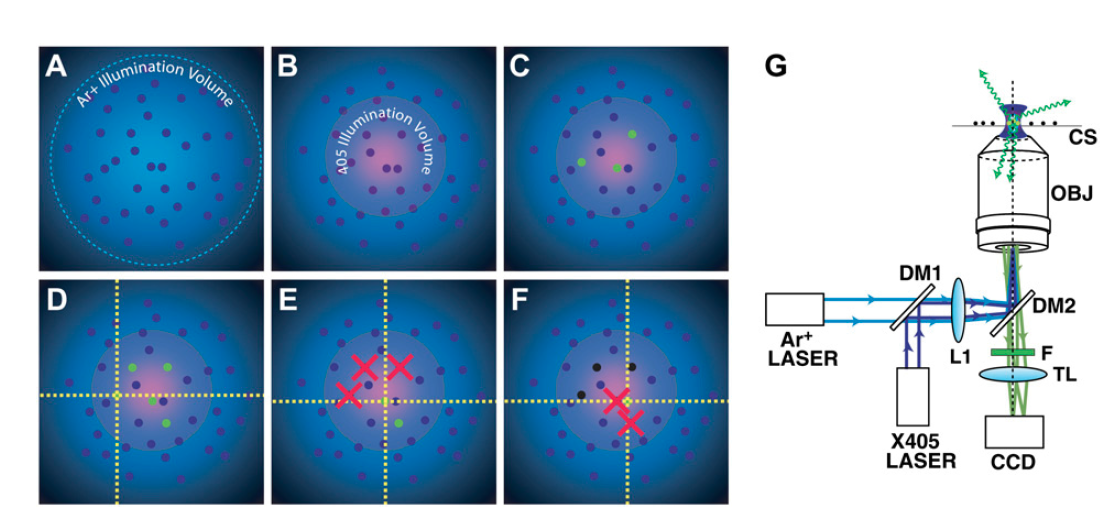 A
Ar+ Illumination Volume
B
405 Illumination Volume
C
D
E
F
G
CS
OBJ
DM1
DM2
Ar+
LASER
L1
F
TL
X405
LASER
CCD